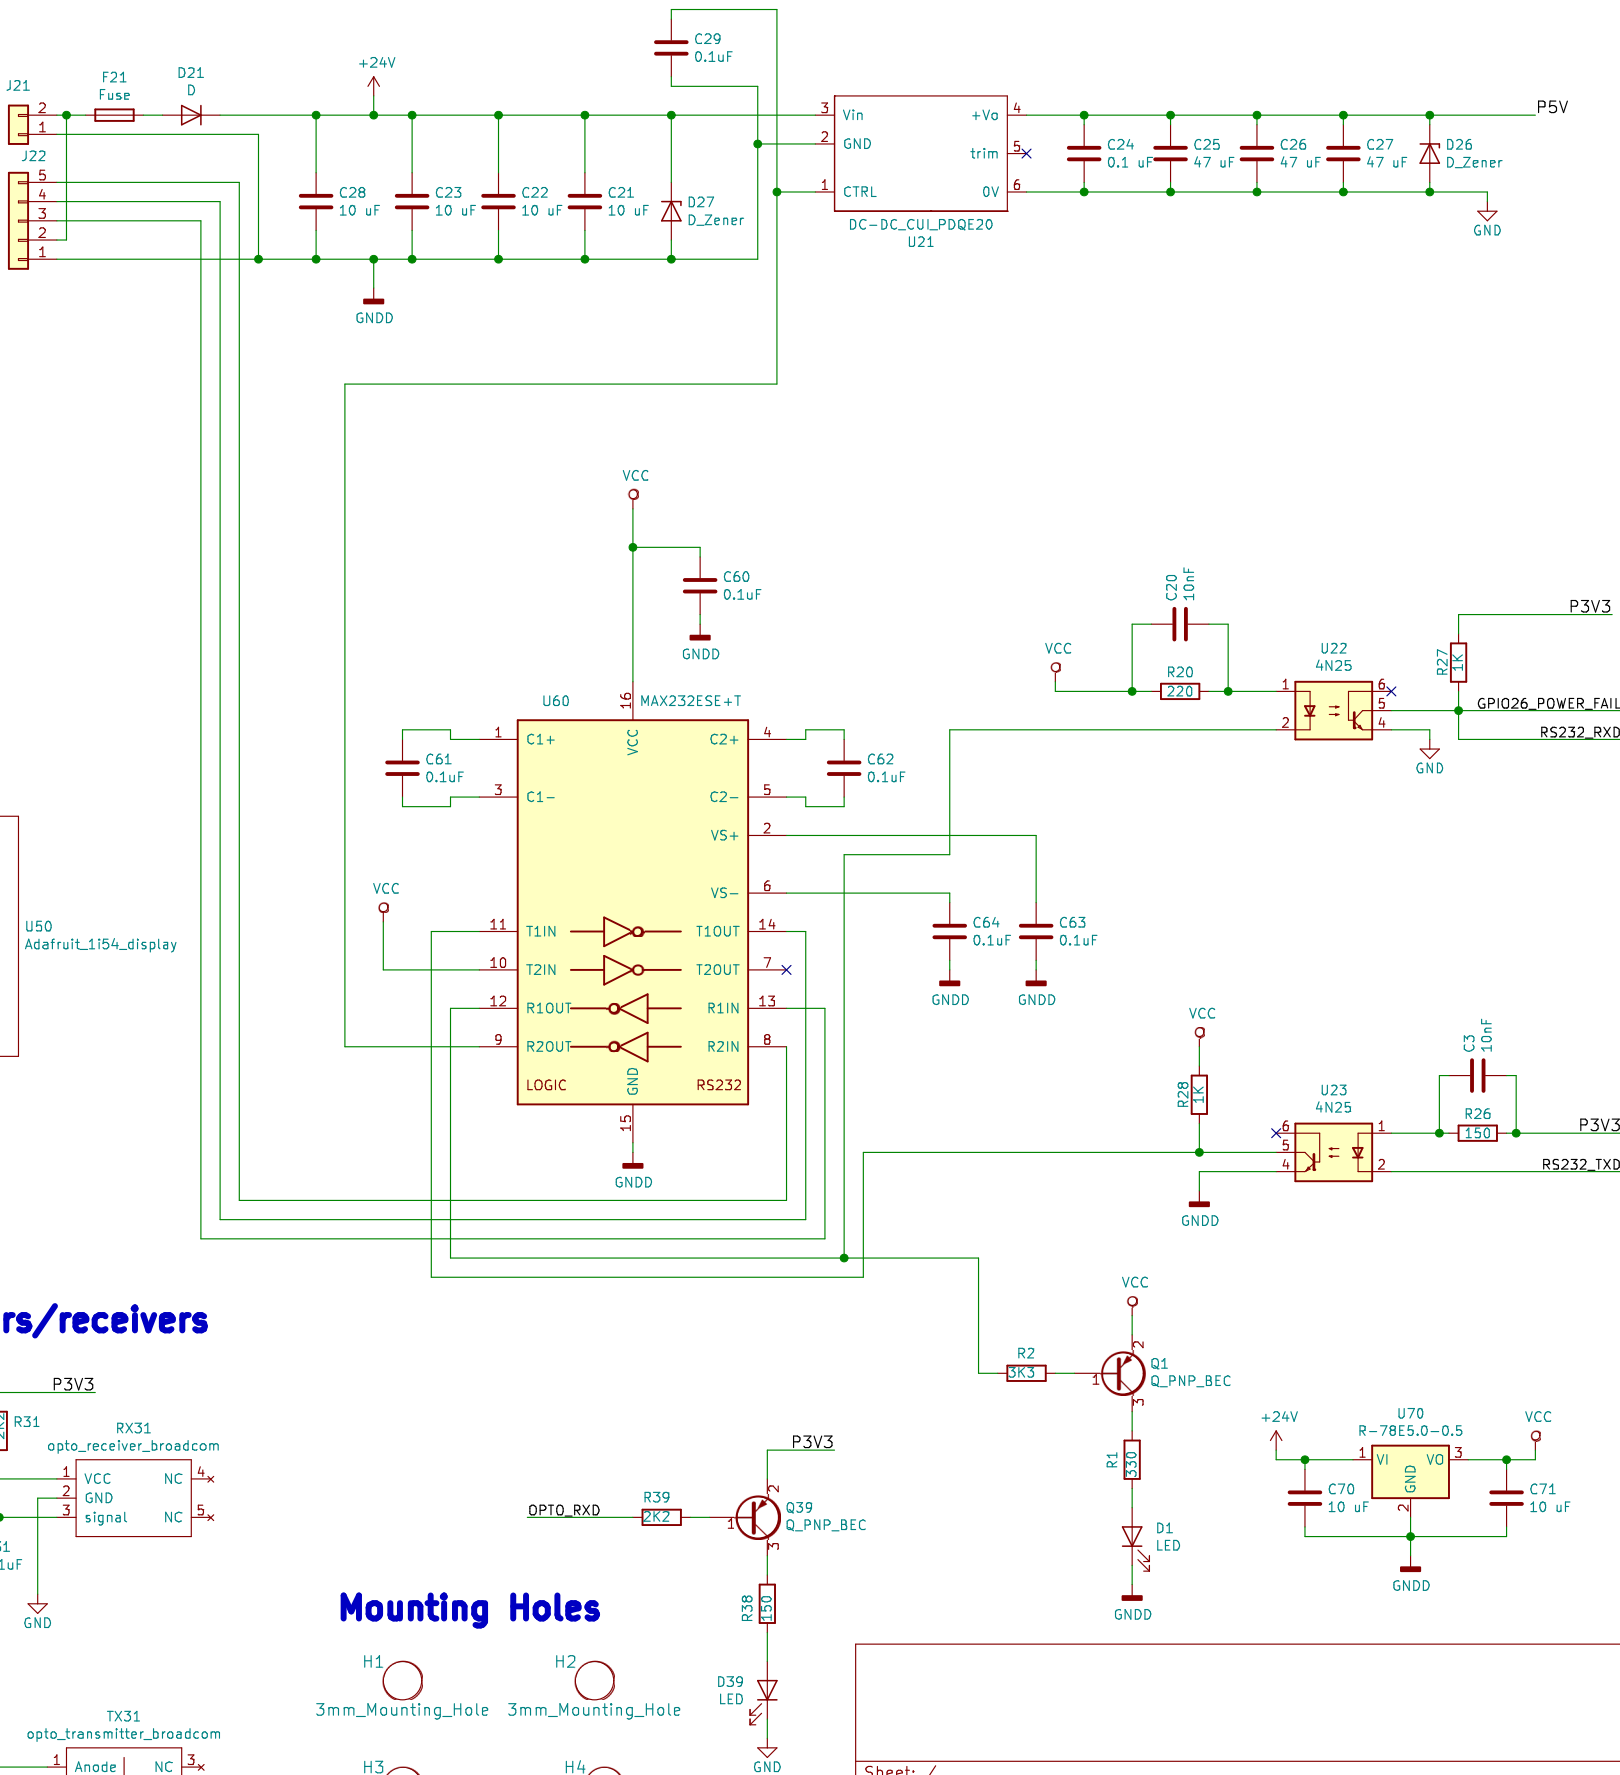 C29
0.1uF
+24V
J21
F21
Fuse
D21
D
2
1
J22
5
4
3
2
1
C28
10 uF
C23
10 uF
C22
10 uF
C21
10 uF
D27
D_Zener
GNDD
3
Vin
2
GND
1
CTRL
+Vo
4
trim
5
0V
6
DC-DC_CUI_PDQE20
U21
P5V
C24
0.1 uF
C25
47 uF
C26
47 uF
C27
47 uF
D26
D_Zener
GND
VCC
C60
0.1uF
GNDD
U60
MAX232ESE+T
16
VCC
1
C1+
3
C1-
C61
0.1uF
C2+
4
C2-
5
C62
0.1uF
VS+
2
VS-
6
VCC
11
T1IN
T1OUT
14
10
T2IN
T2OUT
7
12
R1OUT
R1IN
13
9
R2OUT
R2IN
8
LOGIC
GND
RS232
15
GNDD
C64
0.1uF
GNDD
C63
0.1uF
GNDD
U50
Adafruit_1i54_display
C20
10nF
VCC
R20
220
U22
4N25
1
2
6
5
4
R27
1K
P3V3
GPIO26_POWER_FAIL
RS232_RXD
GND
VCC
R28
1K
U23
4N25
6
5
4
1
2
C3
10nF
R26
150
P3V3
RS232_TXD
GNDD
rs/receivers
P3V3
R31
RX31
opto_receiver_broadcom
1
VCC
2
GND
3
signal
NC
4
NC
5
GND
VCC
R2
3K3
Q1
Q_PNP_BEC
1
2
3
R1
330
D1
LED
GNDD
P3V3
OPTO_RXD
R39
2K2
Q39
Q_PNP_BEC
1
2
3
R38
150
D39
LED
GND
+24V
U70
R-78E5.0-0.5
1
VI
VO
3
GND
2
VCC
C70
10 uF
C71
10 uF
GNDD
Mounting Holes
H1
3mm_Mounting_Hole
H2
3mm_Mounting_Hole
H3
H4
TX31
opto_transmitter_broadcom
1
Anode
NC
3
Sheet: /